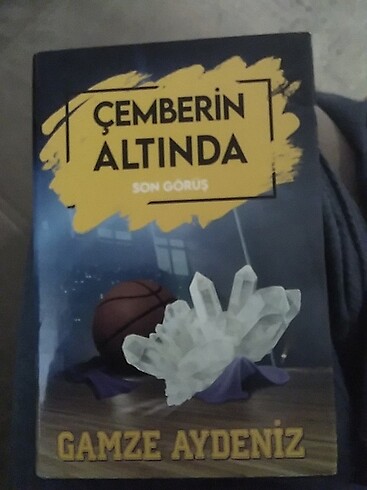 ÇEMBERİN
ALTINDA
SON GÖRÜŞ
GAMZE AYDENİZ